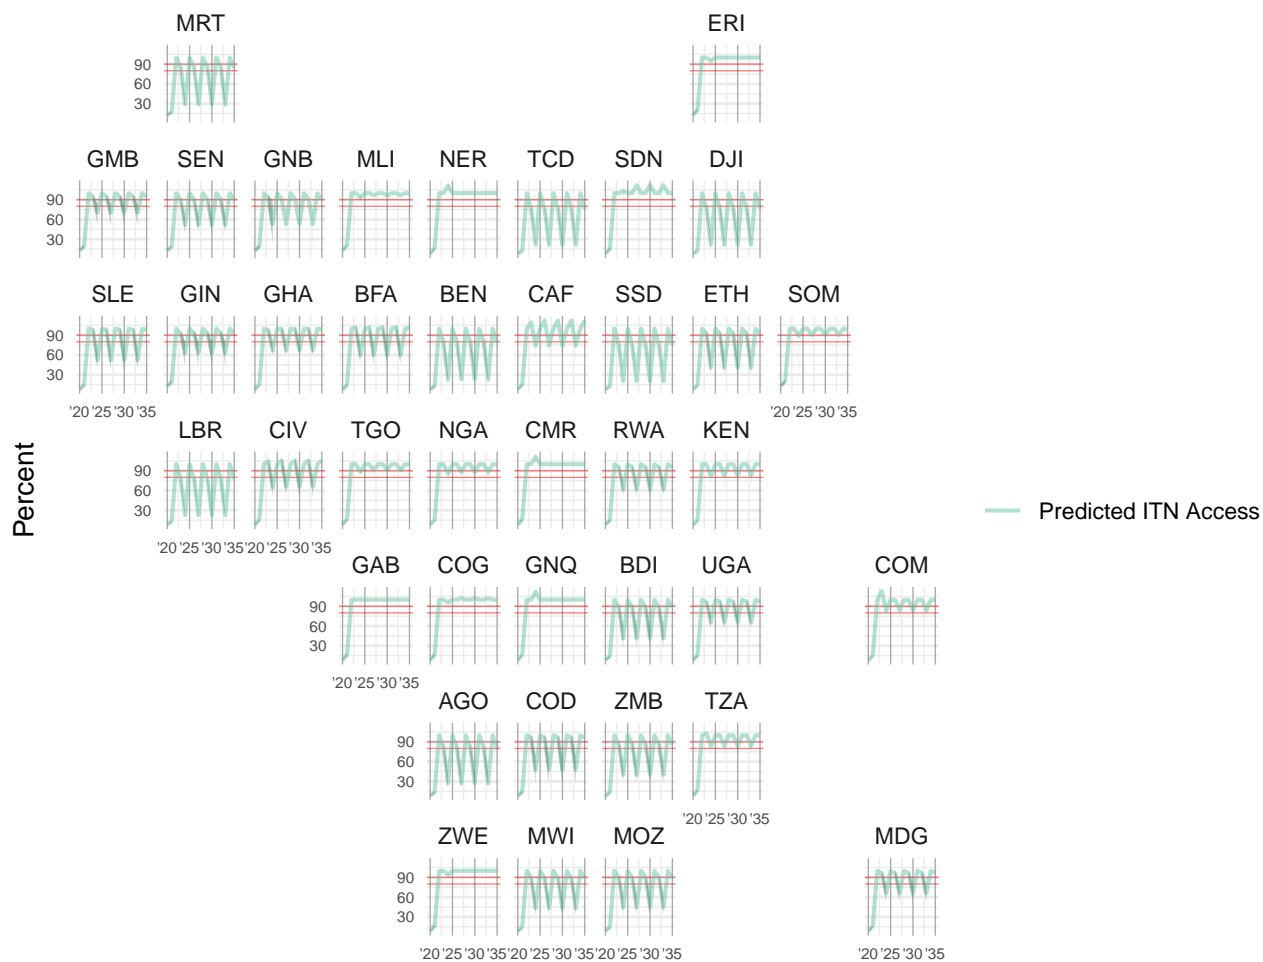 MRT ERI
90
60
30
GMB SEN GNB MLI NER TCD SDN DJI
90
60
30
SLE GIN GHA BFA BEN CAF SSD ETH SOM
90
60
30
'20 '25 '30 '35
LBR CIV TGO NGA CMR RWA KEN
90
60
30
'20 '25 '30 '35 '20 '25 '30 '35
Percent
Predicted ITN Access
GAB COG GNQ BDI UGA COM
90
60
30
'20 '25 '30 '35
AGO COD ZMB TZA
90
60
30
'20 '25 '30 '35
ZWE MWI MOZ MDG
90
60
30
'20 '25 '30 '35 '20 '25 '30 '35 '20 '25 '30 '35 '20 '25 '30 '35